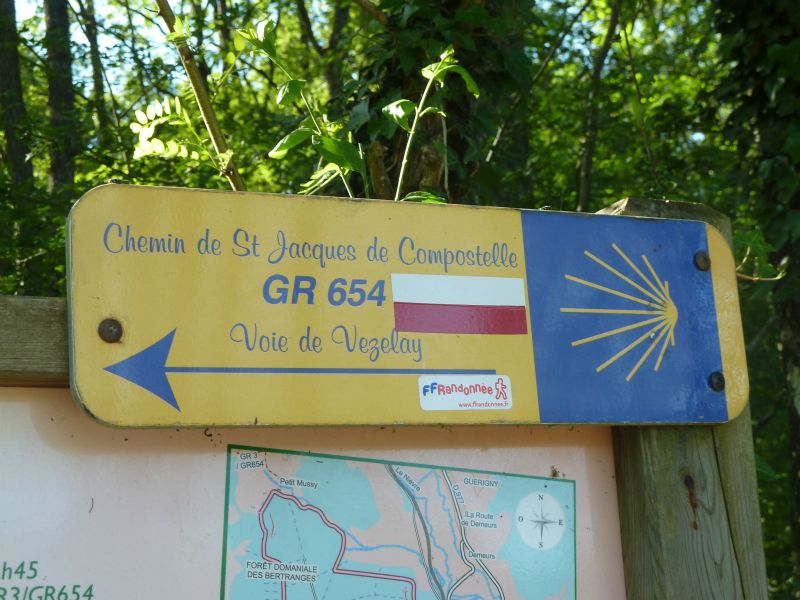 Chemin de St Jacques de Compostelle
GR 654
Voie de Vezelay
FFRandonnée
www.ffrandonnee.fr
GR 3
/GR654
Petit Mussy
La Nièvre
D 977
GUERIGNY
La Route
de Demeurs
Demeurs
FORÊT DOMANIALE
DES BERTRANGES
N
O
E
S
h45
R3/GR654